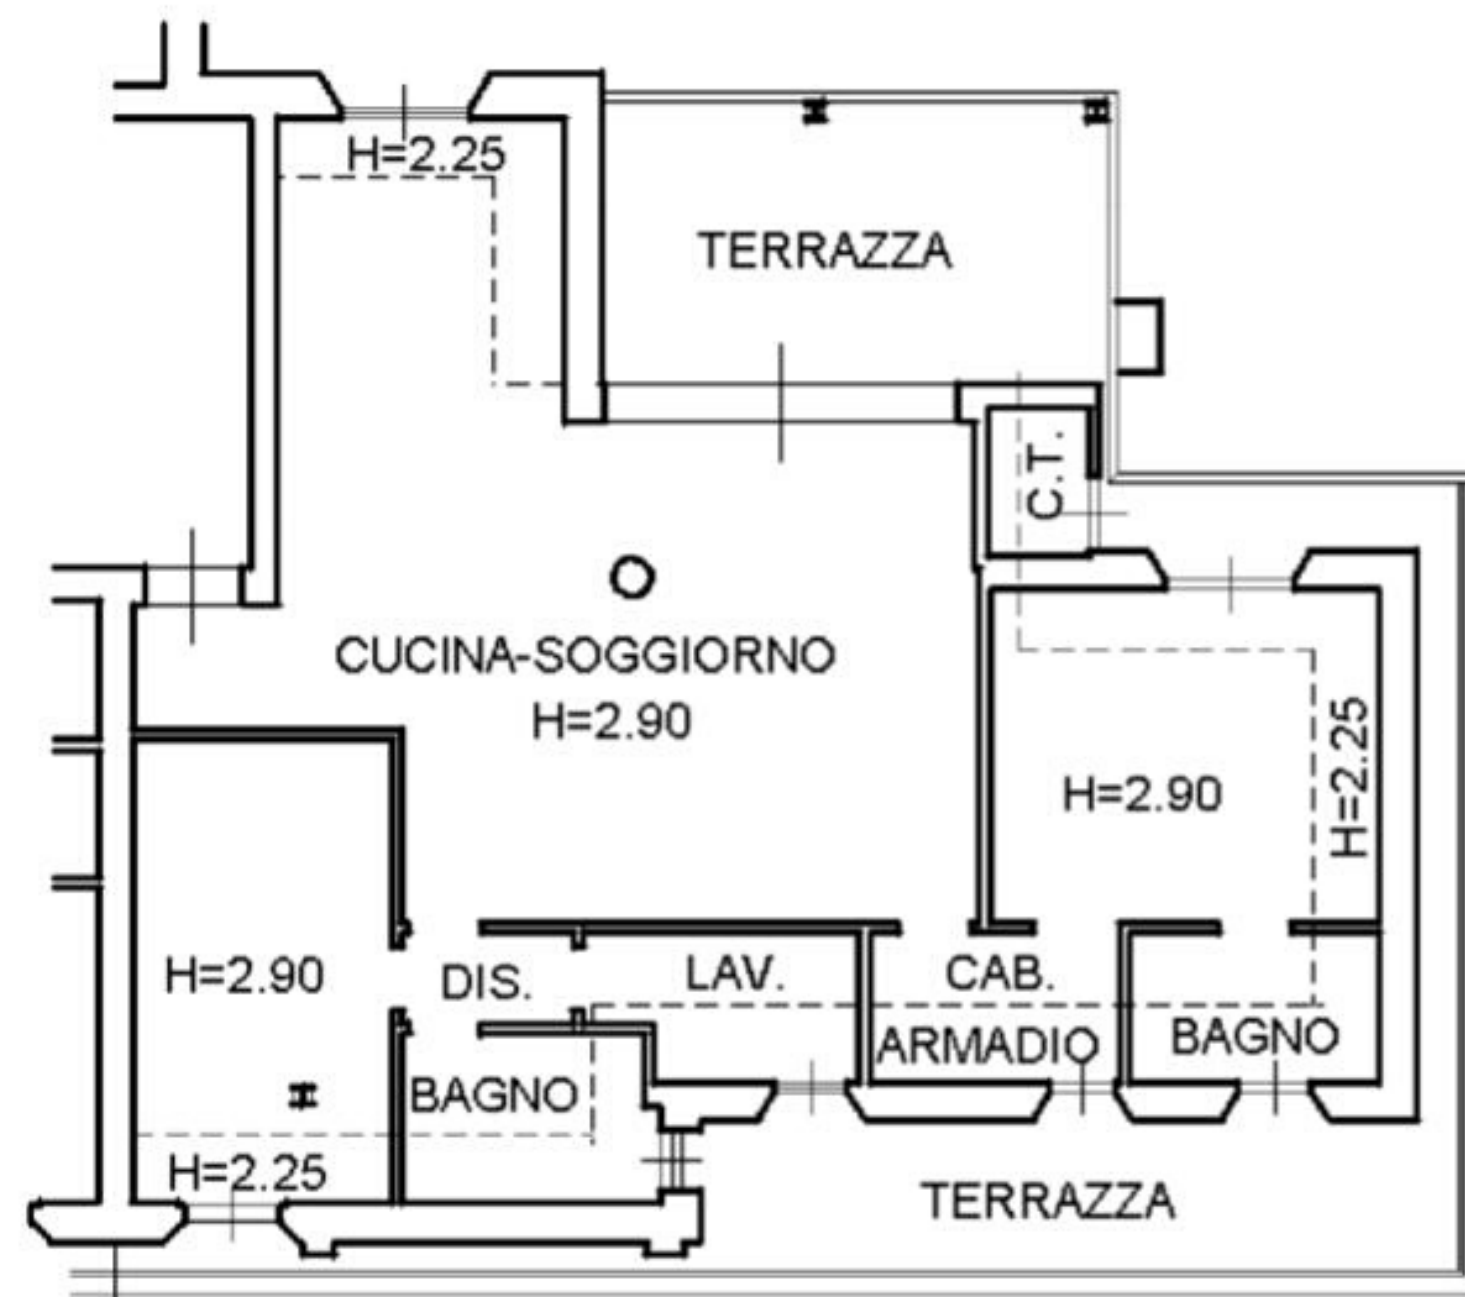 H=2.25
TERRAZZA
C.T.
CUCINA-SOGGIORNO
H=2.90
H=2.90
H=2.25
H=2.90
DIS.
LAV.
CAB.
ARMADIO
BAGNO
BAGNO
H=2.25
TERRAZZA